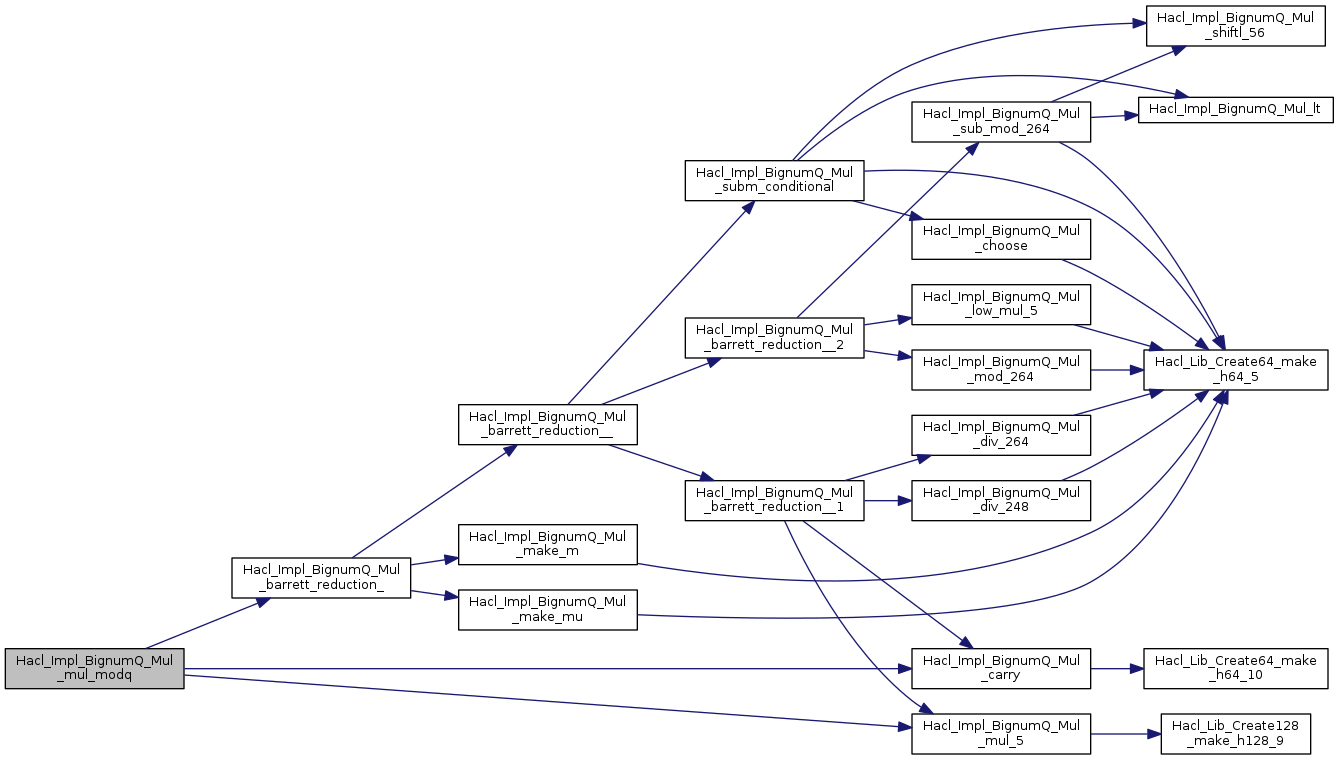 Hacl_Impl_BignumQ_Mul
_mul_modq
Hacl_Impl_BignumQ_Mul
_barrett_reduction_
Hacl_Impl_BignumQ_Mul
_barrett_reduction__
Hacl_Impl_BignumQ_Mul
_make_m
Hacl_Impl_BignumQ_Mul
_make_mu
Hacl_Impl_BignumQ_Mul
_subm_conditional
Hacl_Impl_BignumQ_Mul
_barrett_reduction__2
Hacl_Impl_BignumQ_Mul
_barrett_reduction__1
Hacl_Impl_BignumQ_Mul
_sub_mod_264
Hacl_Impl_BignumQ_Mul
_choose
Hacl_Impl_BignumQ_Mul
_low_mul_5
Hacl_Impl_BignumQ_Mul
_mod_264
Hacl_Impl_BignumQ_Mul
_div_264
Hacl_Impl_BignumQ_Mul
_div_248
Hacl_Impl_BignumQ_Mul
_carry
Hacl_Impl_BignumQ_Mul
_mul_5
Hacl_Impl_BignumQ_Mul
_shiftl_56
Hacl_Impl_BignumQ_Mul_lt
Hacl_Lib_Create64_make
_h64_5
Hacl_Lib_Create64_make
_h64_10
Hacl_Lib_Create128
_make_h128_9